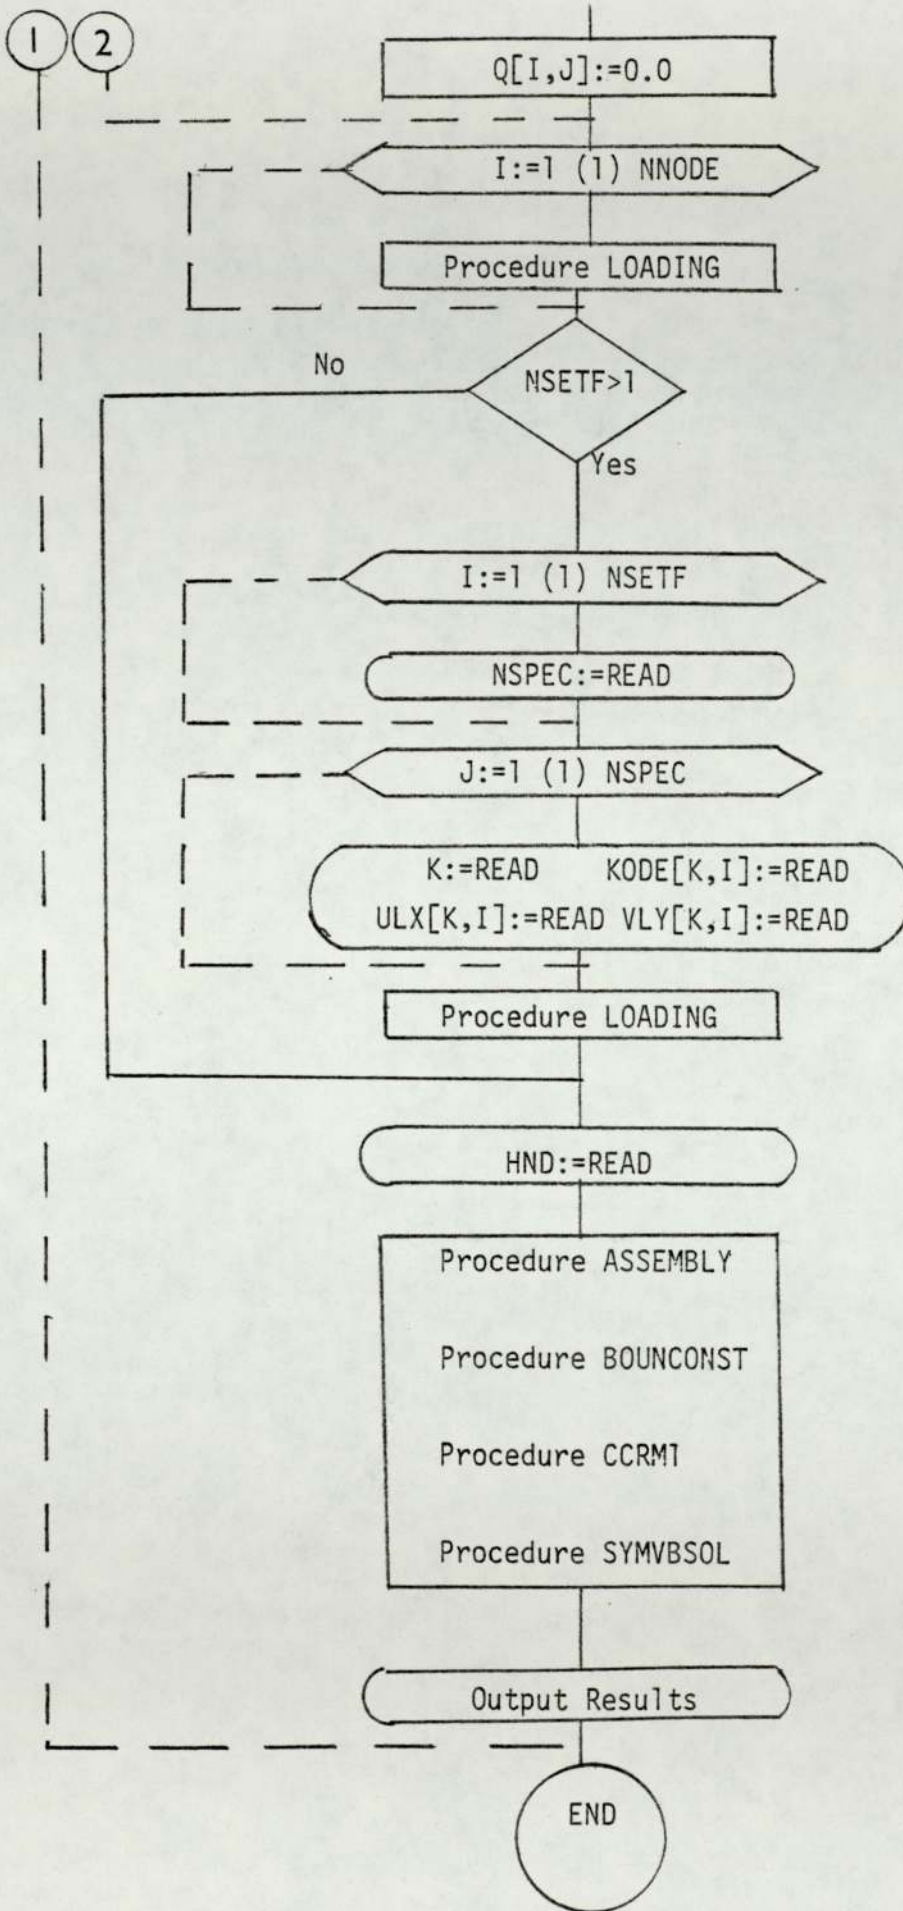 1 2
Q[I,J]:=0.0
I:=1 (1) NNODE
Procedure LOADING
No
NSETF>1
Yes
I:=1 (1) NSETF
NSPEC:=READ
J:=1 (1) NSPEC
K:=READ KODE[K,I]:=READ
ULX[K,I]:=READ VLY[K,I]:=READ
Procedure LOADING
HND:=READ
Procedure ASSEMBLY
Procedure BOUNCONST
Procedure CCRM1
Procedure SYMVBSOL
Output Results
END